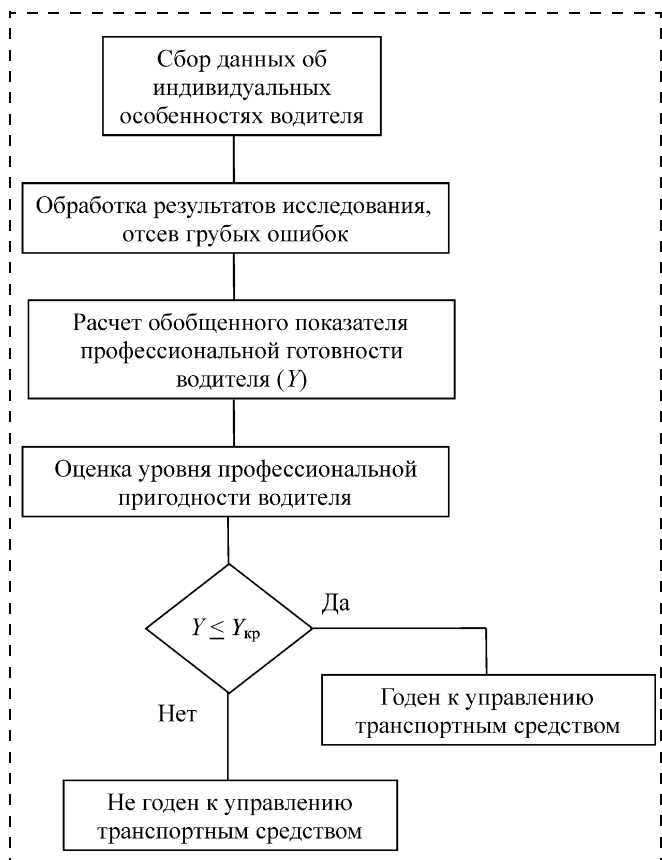 Сбор данных об
индивидуальных
особенностях водителя
Обработка результатов исследования,
отсев грубых ошибок
Расчет обобщенного показателя
профессиональной готовности
водителя (Y)
Оценка уровня профессиональной
пригодности водителя
Y ≤ Yкр
Да
Годен к управлению
транспортным средством
Нет
Не годен к управлению
транспортным средством